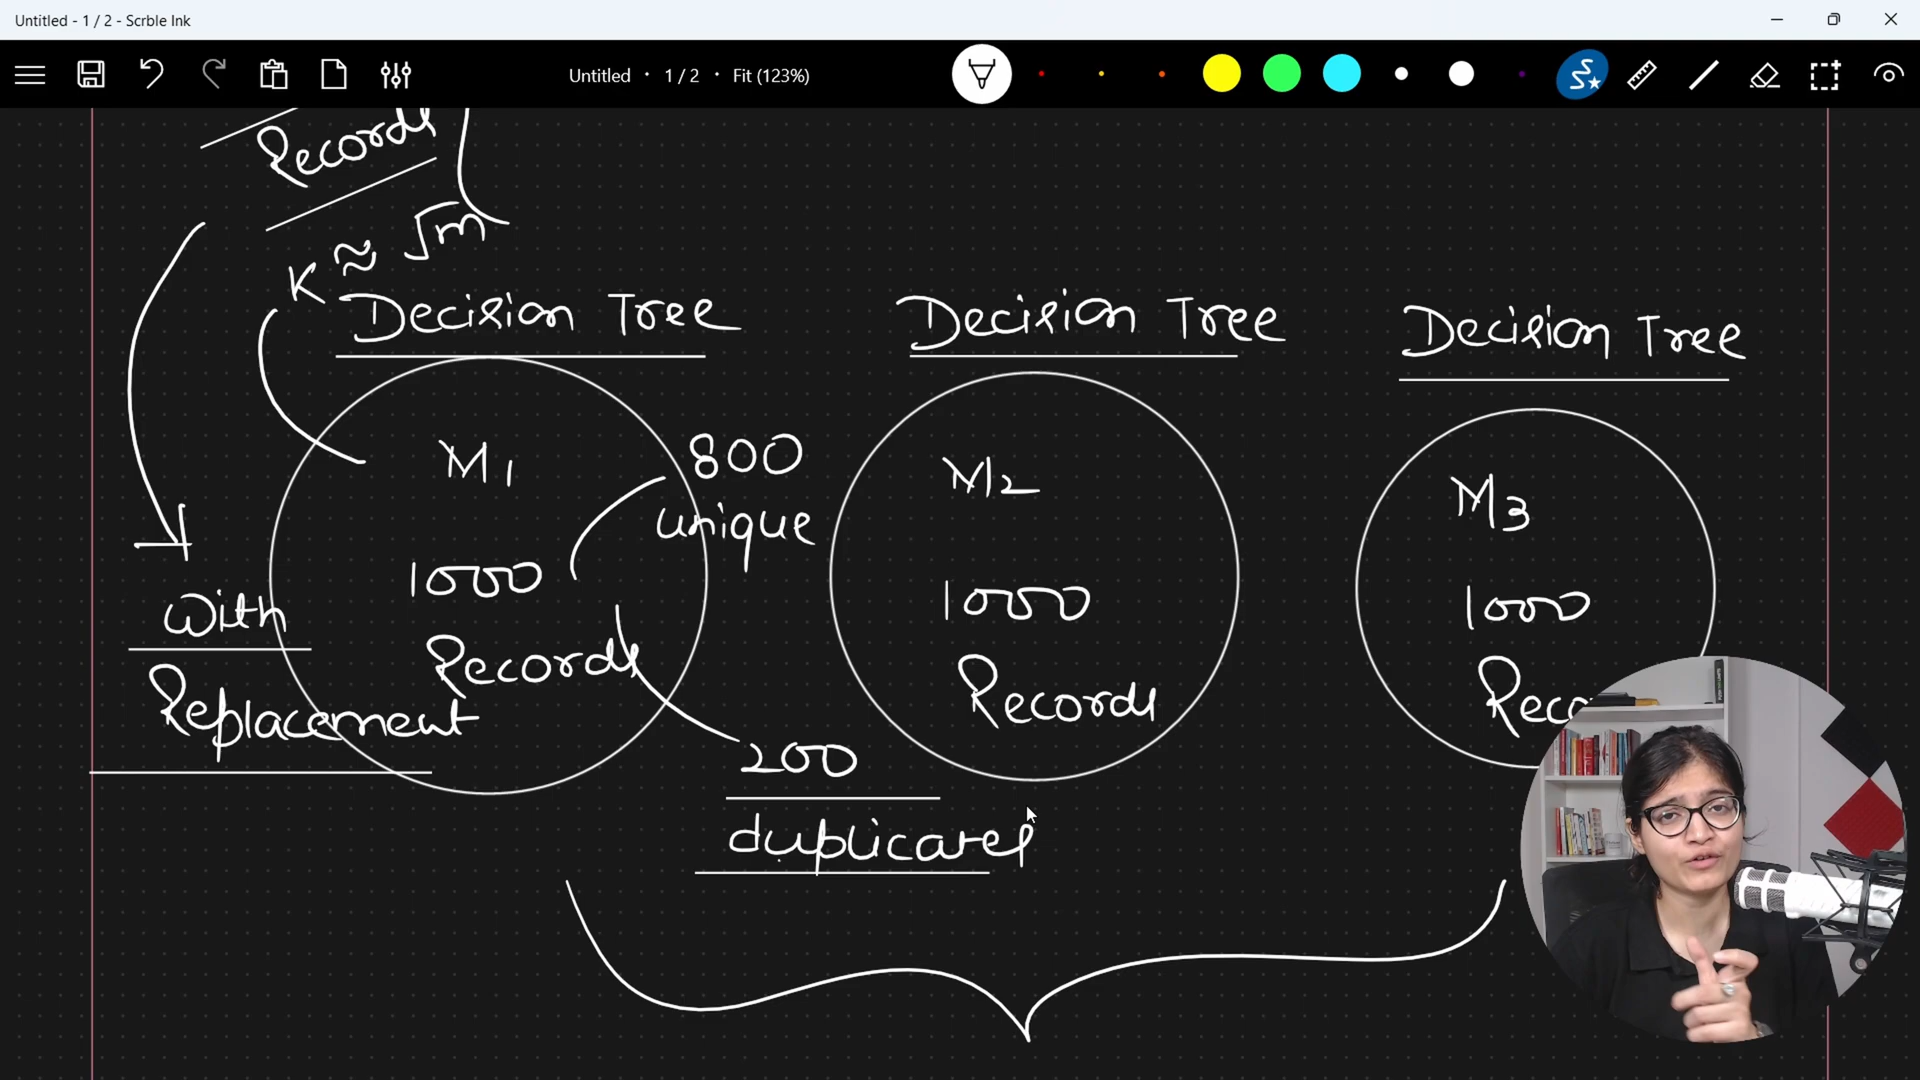 Untitled - 1 / 2 - Scrble Ink
Untitled • 1 / 2 • Fit (123%)
Records
K ≈ √m
Decision Tree
Decision Tree
Decision Tree
M1
800
unique
M2
M3
1000
Records
1000
Records
1000
Reco
With
Replacement
200
duplicates